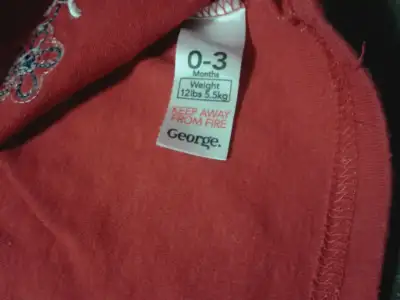 0-3
Months
Weight
12lbs 5.5kg
KEEP AWAY
FROM FIRE
George.